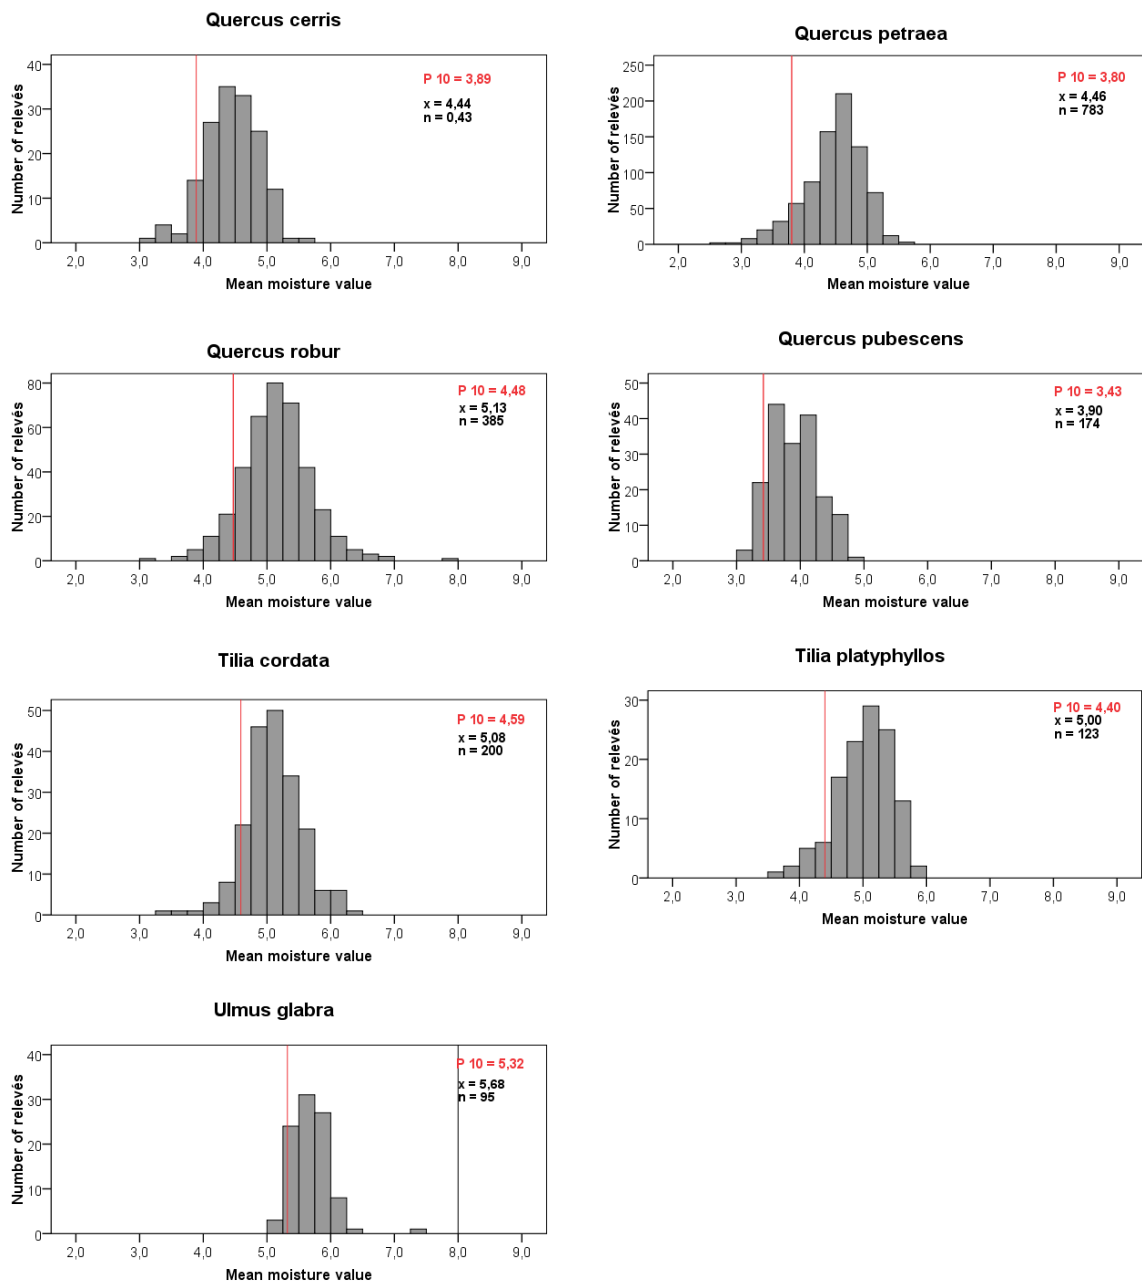 Quercus cerris
Number of relevés
40
30
20
10
0
P 10 = 3,89
x = 4,44
n = 0,43
2,0 3,0 4,0 5,0 6,0 7,0 8,0 9,0
Mean moisture value
Quercus petraea
Number of relevés
250
200
150
100
50
0
P 10 = 3,80
x = 4,46
n = 783
2,0 3,0 4,0 5,0 6,0 7,0 8,0 9,0
Mean moisture value
Quercus robur
Number of relevés
80
60
40
20
0
P 10 = 4,48
x = 5,13
n = 385
2,0 3,0 4,0 5,0 6,0 7,0 8,0 9,0
Mean moisture value
Quercus pubescens
Number of relevés
50
40
30
20
10
0
P 10 = 3,43
x = 3,90
n = 174
2,0 3,0 4,0 5,0 6,0 7,0 8,0 9,0
Mean moisture value
Tilia cordata
Number of relevés
50
40
30
20
10
0
P 10 = 4,59
x = 5,08
n = 200
2,0 3,0 4,0 5,0 6,0 7,0 8,0 9,0
Mean moisture value
Tilia platyphyllos
Number of relevés
30
20
10
0
P 10 = 4,40
x = 5,00
n = 123
2,0 3,0 4,0 5,0 6,0 7,0 8,0 9,0
Mean moisture value
Ulmus glabra
Number of relevés
40
30
20
10
0
P 10 = 5,32
x = 5,68
n = 95
2,0 3,0 4,0 5,0 6,0 7,0 8,0 9,0
Mean moisture value